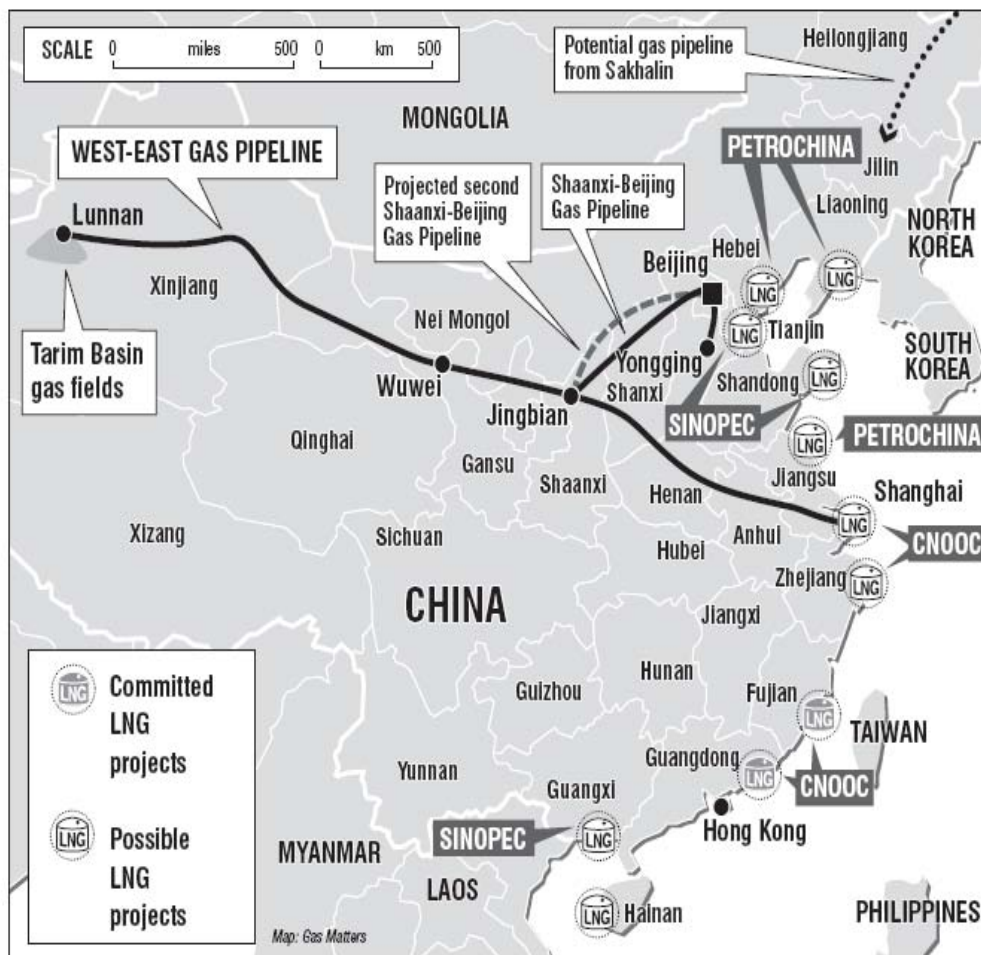 SCALE 0 miles 500 0 km 500
Potential gas pipeline
from Sakhalin
Heilongjiang
MONGOLIA
WEST-EAST GAS PIPELINE
PETROCHINA
Jilin
Projected second
Shaanxi-Beijing
Gas Pipeline
Shaanxi-Beijing
Gas Pipeline
Liaoning
NORTH
KOREA
Lunnan
Hebei
Beijing
LNG
LNG
Xinjiang
Nei Mongol
LNG
Tianjin
SOUTH
KOREA
Tarim Basin
gas fields
Yongging
Wuwei
Shanxi
Shandong
LNG
Jingbian
SINOPEC
PETROCHINA
Qinghai
LNG
Gansu
Jiangsu
Shaanxi
Henan
Shanghai
LNG
Xizang
Sichuan
Anhui
Hubei
CNOOC
Zhejiang
LNG
CHINA
Jiangxi
Hunan
LNG
Committed
LNG
projects
Guizhou
Fujian
LNG
TAIWAN
Guangdong
Yunnan
LNG
CNOOC
Guangxi
Hong Kong
LNG
Possible
LNG
projects
SINOPEC
LNG
MYANMAR
LAOS
LNG
Hainan
PHILIPPINES
Map: Gas Matters